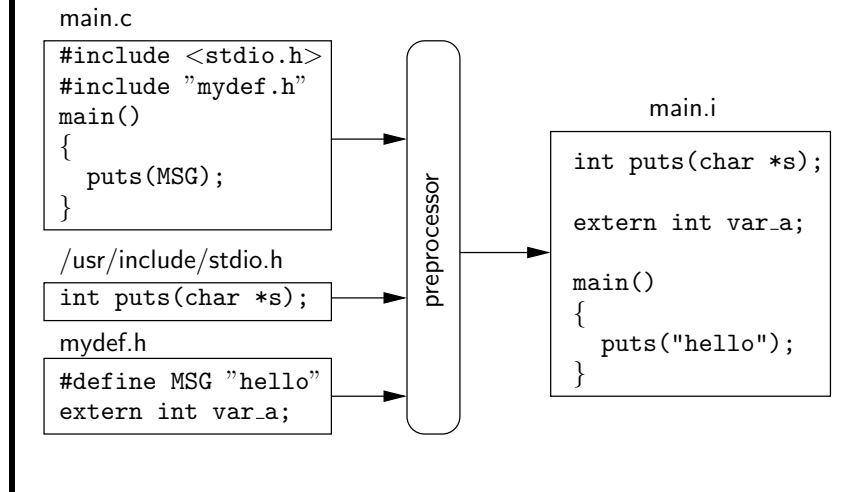 main.c
#include <stdio.h>
#include ”mydef.h”
main()
{
  puts(MSG);
}
/usr/include/stdio.h
int puts(char *s);
mydef.h
#define MSG ”hello”
extern int var_a;
preprocessor
main.i
int puts(char *s);
extern int var_a;
main()
{
  puts("hello");
}